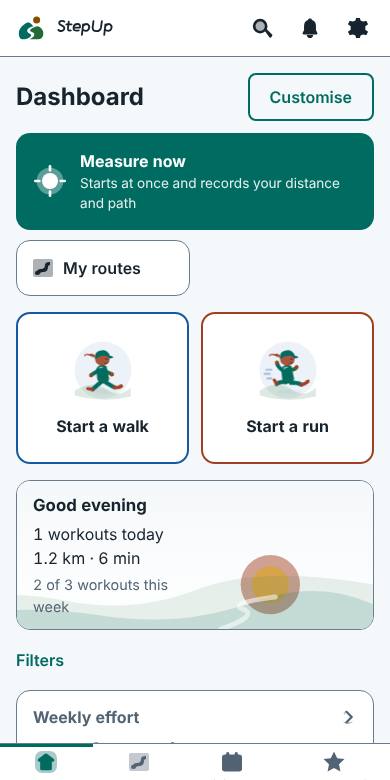 StepUp
Dashboard
Customise
Measure now
Starts at once and records your distance
and path
My routes
Start a walk
Start a run
Good evening
1 workouts today
1.2 km · 6 min
2 of 3 workouts this
week
Filters
Weekly effort